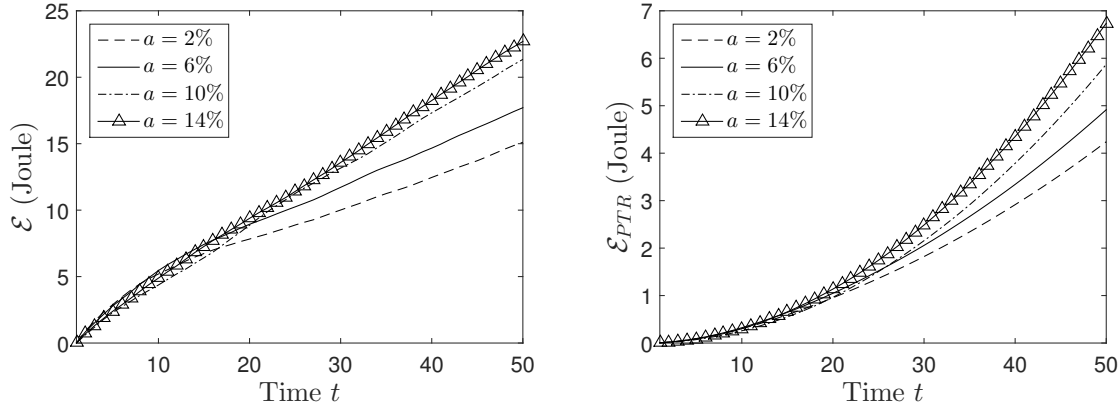 25
20
15
10
5
0
ℰ (Joule)
a = 2%
a = 6%
a = 10%
a = 14%
10 20 30 40 50
Time t
7
6
5
4
3
2
1
0
ℰ_PTR (Joule)
a = 2%
a = 6%
a = 10%
a = 14%
10 20 30 40 50
Time t